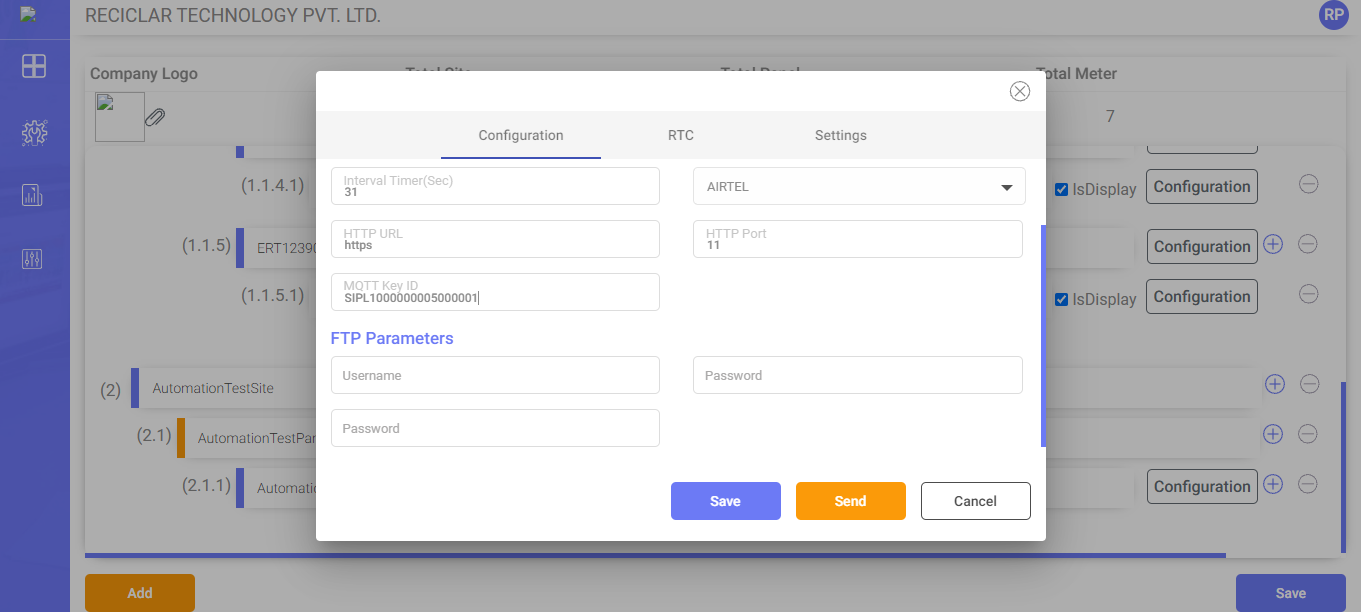 RECICLAR TECHNOLOGY PVT. LTD.
RP
Company Logo
Total Site
Total Panel
Total Meter
7
Configuration
RTC
Settings
Interval Timer(Sec)
31
AIRTEL
HTTP URL
https
HTTP Port
11
MQTT Key ID
SIPL1000000005000001
FTP Parameters
Username
Password
Password
Save
Send
Cancel
(1.1.4.1)
IsDisplay
Configuration
(1.1.5)
ERT12390
Configuration
(1.1.5.1)
IsDisplay
Configuration
(2)
AutomationTestSite
(2.1)
AutomationTestPan
(2.1.1)
Automatio
Configuration
Add
Save